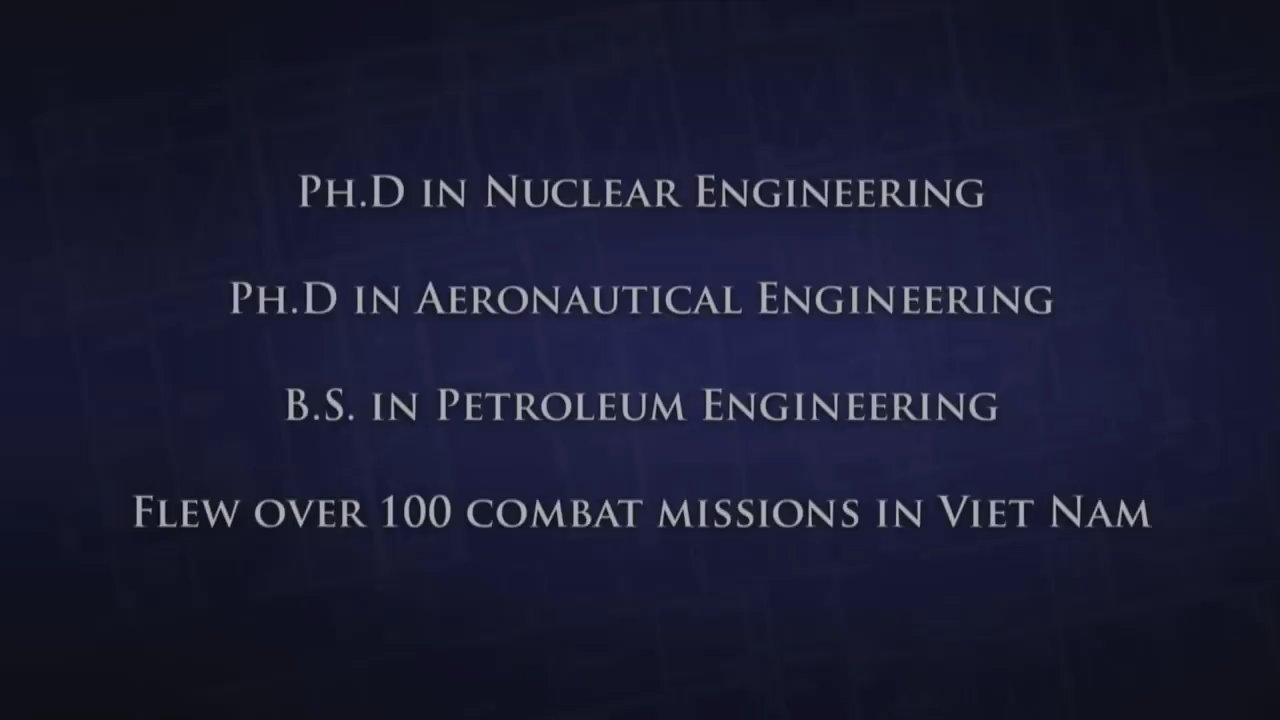 Ph.D in Nuclear Engineering
Ph.D in Aeronautical Engineering
B.S. in Petroleum Engineering
Flew over 100 combat missions in Viet Nam